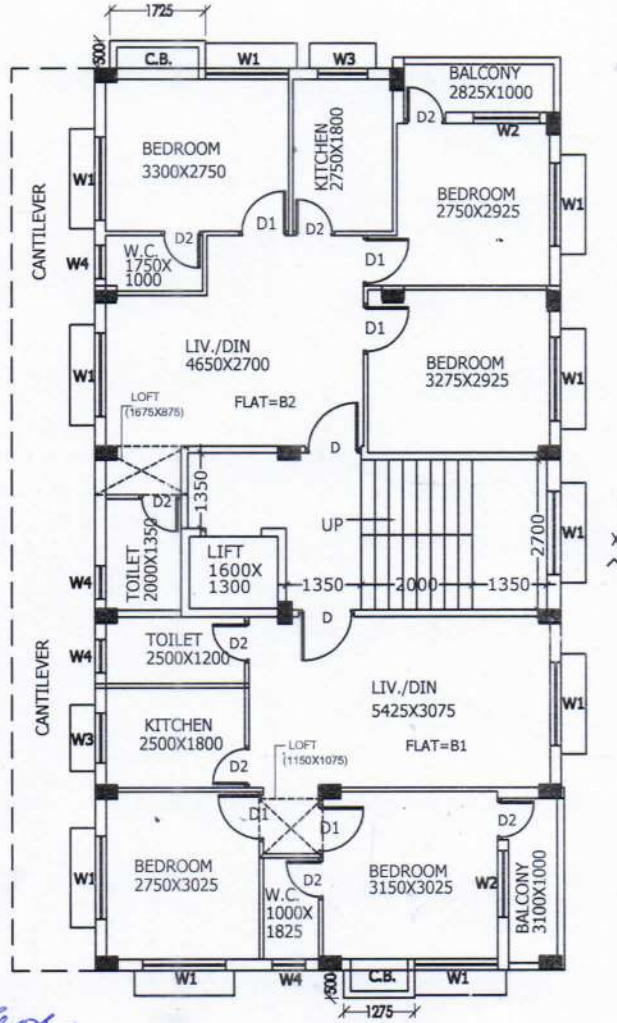 1725
500
C.B.
W1
W3
BALCONY
2825X1000
D2
W2
BEDROOM
3300X2750
KITCHEN
2750X1800
BEDROOM
2750X2925
W1
W1
CANTILEVER
D1
D2
D2
W.C.
1750X
1000
W4
D1
D1
LIV./DIN
4650X2700
FLAT=B2
BEDROOM
3275X2925
W1
W1
LOFT
(1675X875)
D
1350
D2
UP
TOILET
2000X1350
LIFT
1600X
1300
1350
2000
1350
2700
W1
X
W4
D
TOILET
2500X1200
D2
W4
CANTILEVER
LIV./DIN
5425X3075
FLAT=B1
W1
KITCHEN
2500X1800
W3
D2
LOFT
(1150X1075)
D1
D1
D2
BEDROOM
2750X3025
W1
W.C.
1000X
1825
D2
BEDROOM
3150X3025
W2
BALCONY
3100X1000
W1
W4
500
C.B.
W1
1275